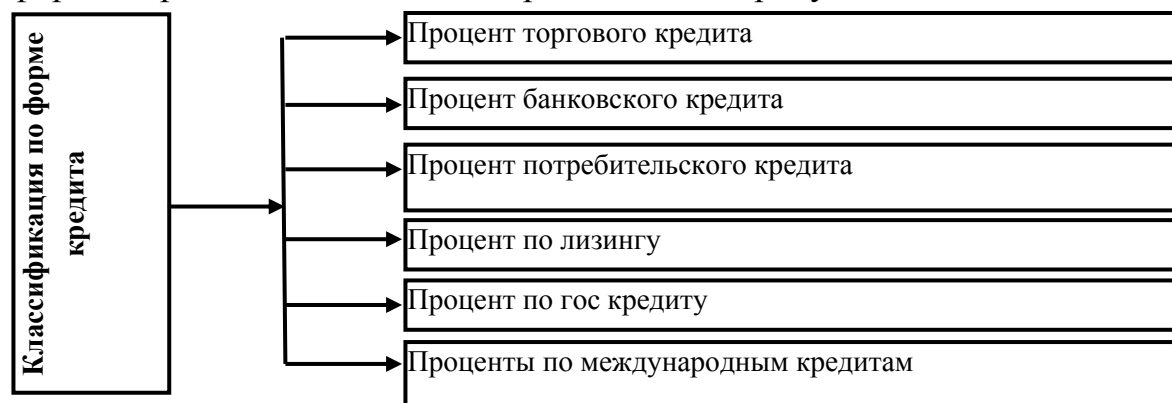 Классификация по форме
кредита
Процент торгового кредита
Процент банковского кредита
Процент потребительского кредита
Процент по лизингу
Процент по гос кредиту
Проценты по международным кредитам